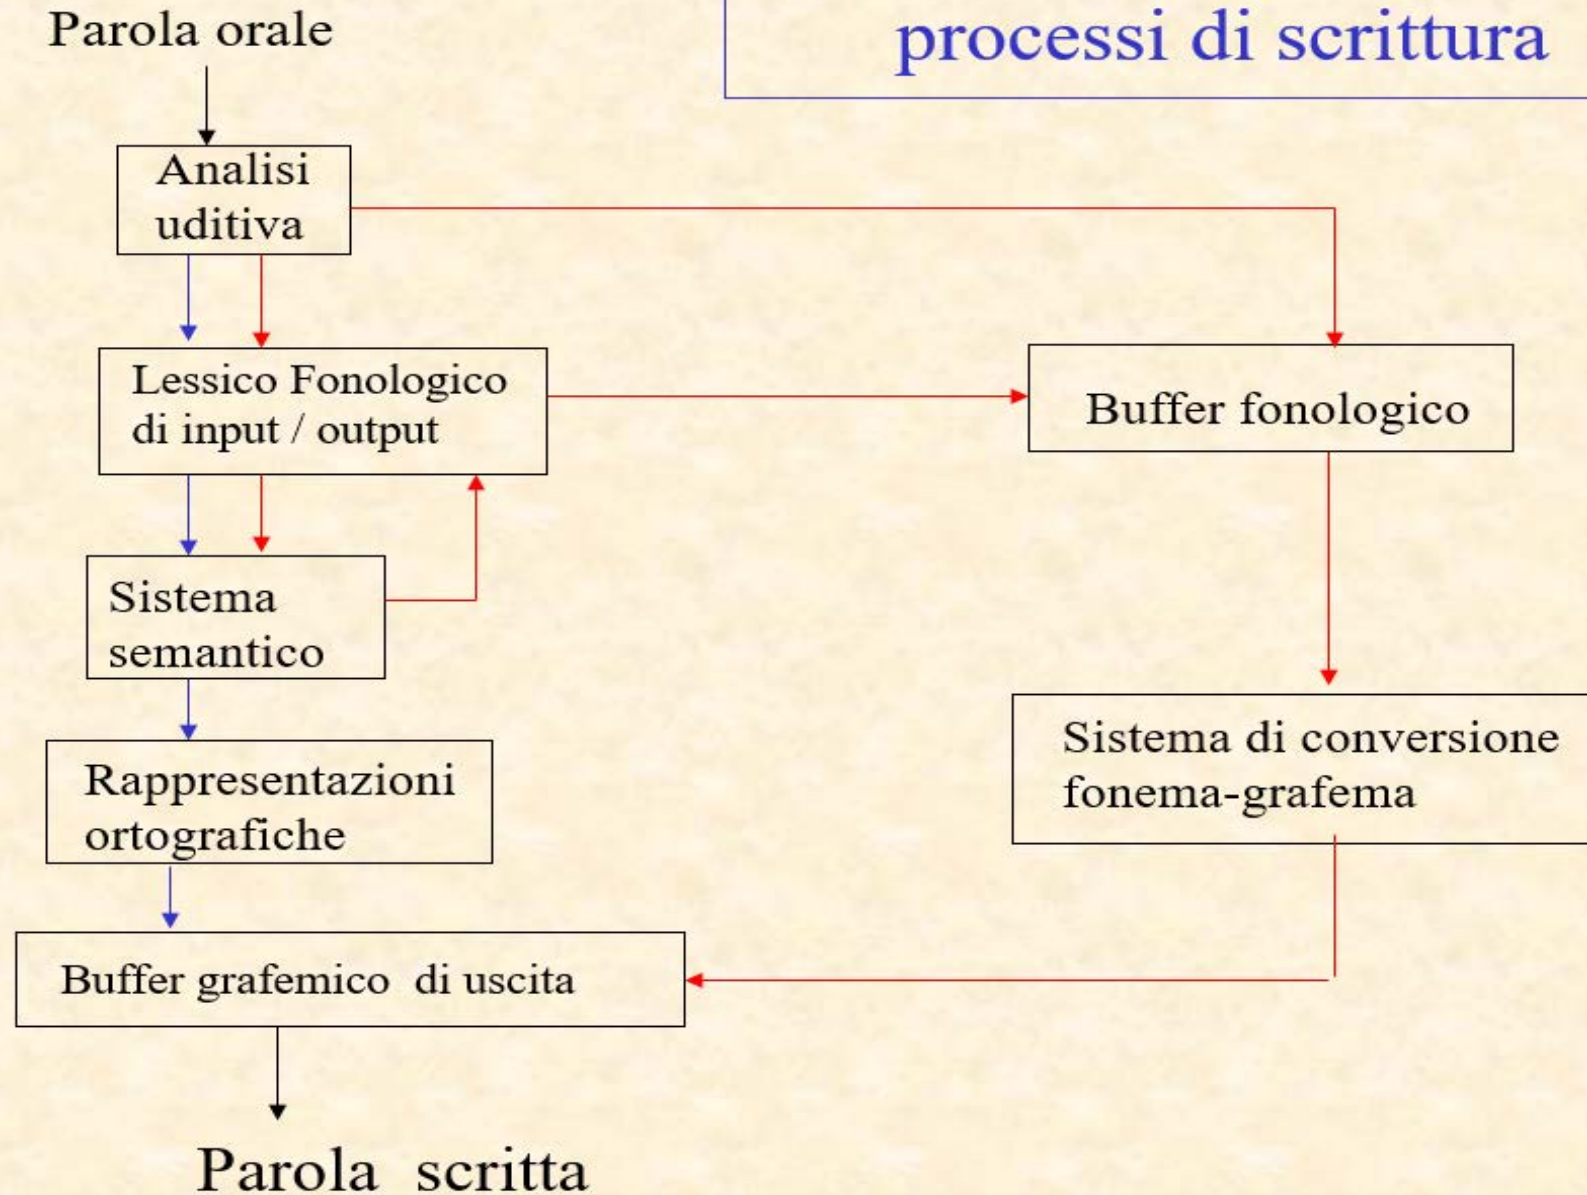 Parola orale
processi di scrittura
Analisi
uditiva
Lessico Fonologico
di input / output
Buffer fonologico
Sistema
semantico
Sistema di conversione
fonema-grafema
Rappresentazioni
ortografiche
Buffer grafemico di uscita
Parola scritta